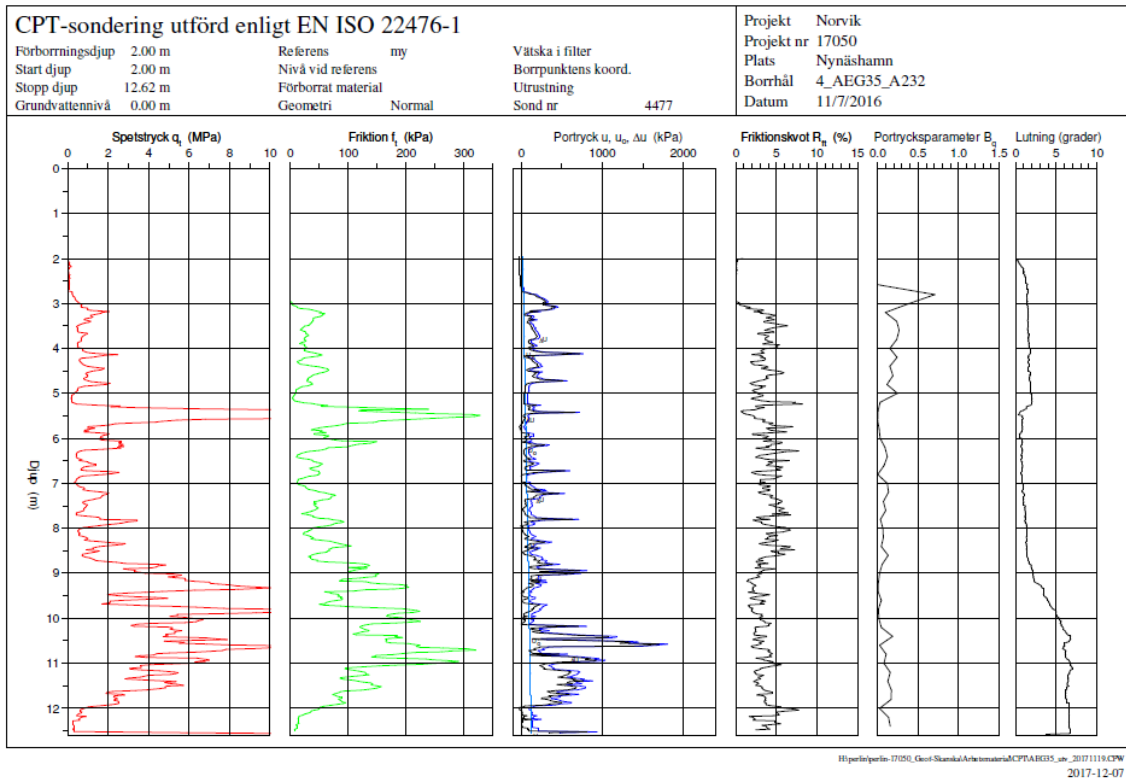 CPT-sondering utförd enligt EN ISO 22476-1
Förborrningsdjup 2.00 m
Start djup 2.00 m
Stopp djup 12.62 m
Grundvattennivå 0.00 m
Referens my
Nivå vid referens
Förborrat material
Geometri Normal
Vätska i filter
Borrpunktens koord.
Utrustning
Sond nr 4477
Projekt Norvik
Projekt nr 17050
Plats Nynäshamn
Borrhål 4_AEG35_A232
Datum 11/7/2016
Spetstryck qt (MPa)
0 2 4 6 8 10
Friktion ft (kPa)
0 100 200 300
Portryck u, uo, Δu (kPa)
0 1000 2000
Friktionskvot Rft (%)
0 5 10 15
Portrycksparameter Bq
0.0 0.5 1.0 1.5
Lutning (grader)
0 5 10
Djup (m)
0
1
2
3
4
5
6
7
8
9
10
11
12
2017-12-07